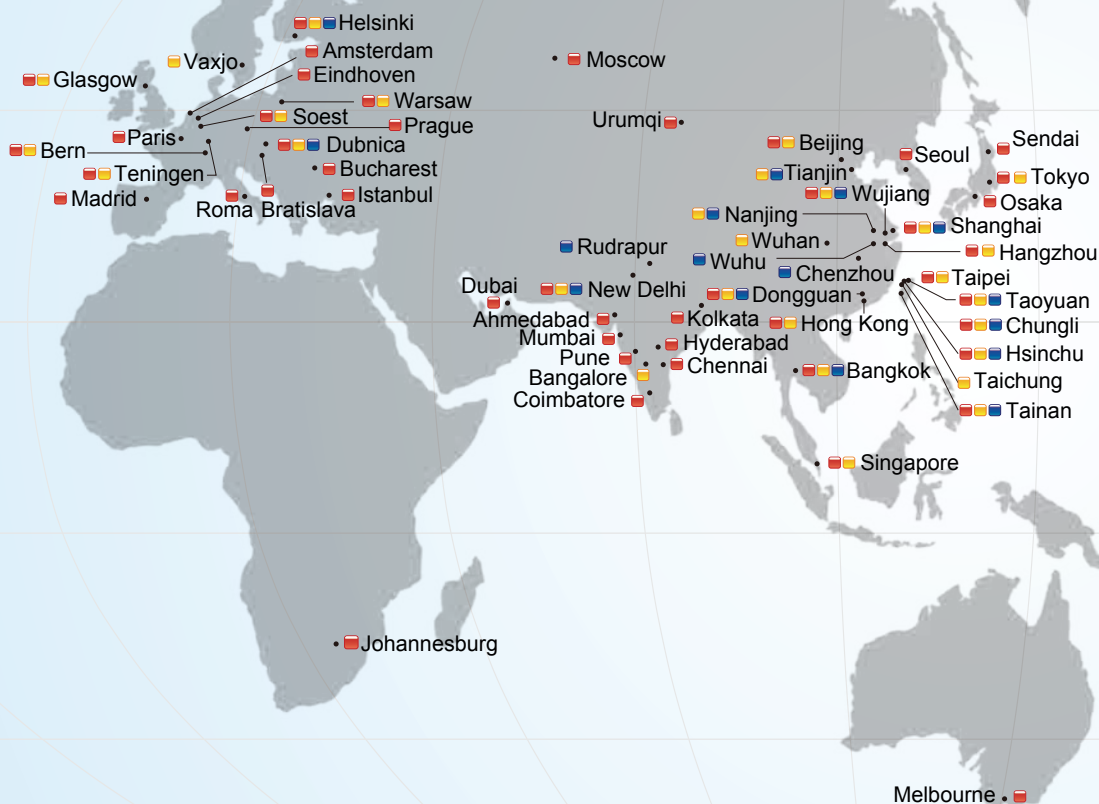 Helsinki
Amsterdam
Vaxjo
Moscow
Eindhoven
Glasgow
Warsaw
Soest
Urumqi
Prague
Paris
Beijing
Sendai
Dubnica
Bern
Seoul
Bucharest
Tianjin
Teningen
Tokyo
Wujiang
Madrid
Istanbul
Osaka
Roma
Bratislava
Nanjing
Shanghai
Wuhan
Rudrapur
Hangzhou
Wuhu
Chenzhou
Taipei
Dubai
New Delhi
Dongguan
Taoyuan
Ahmedabad
Kolkata
Hong Kong
Chungli
Mumbai
Hyderabad
Hsinchu
Pune
Chennai
Bangkok
Bangalore
Taichung
Coimbatore
Tainan
Singapore
Johannesburg
Melbourne